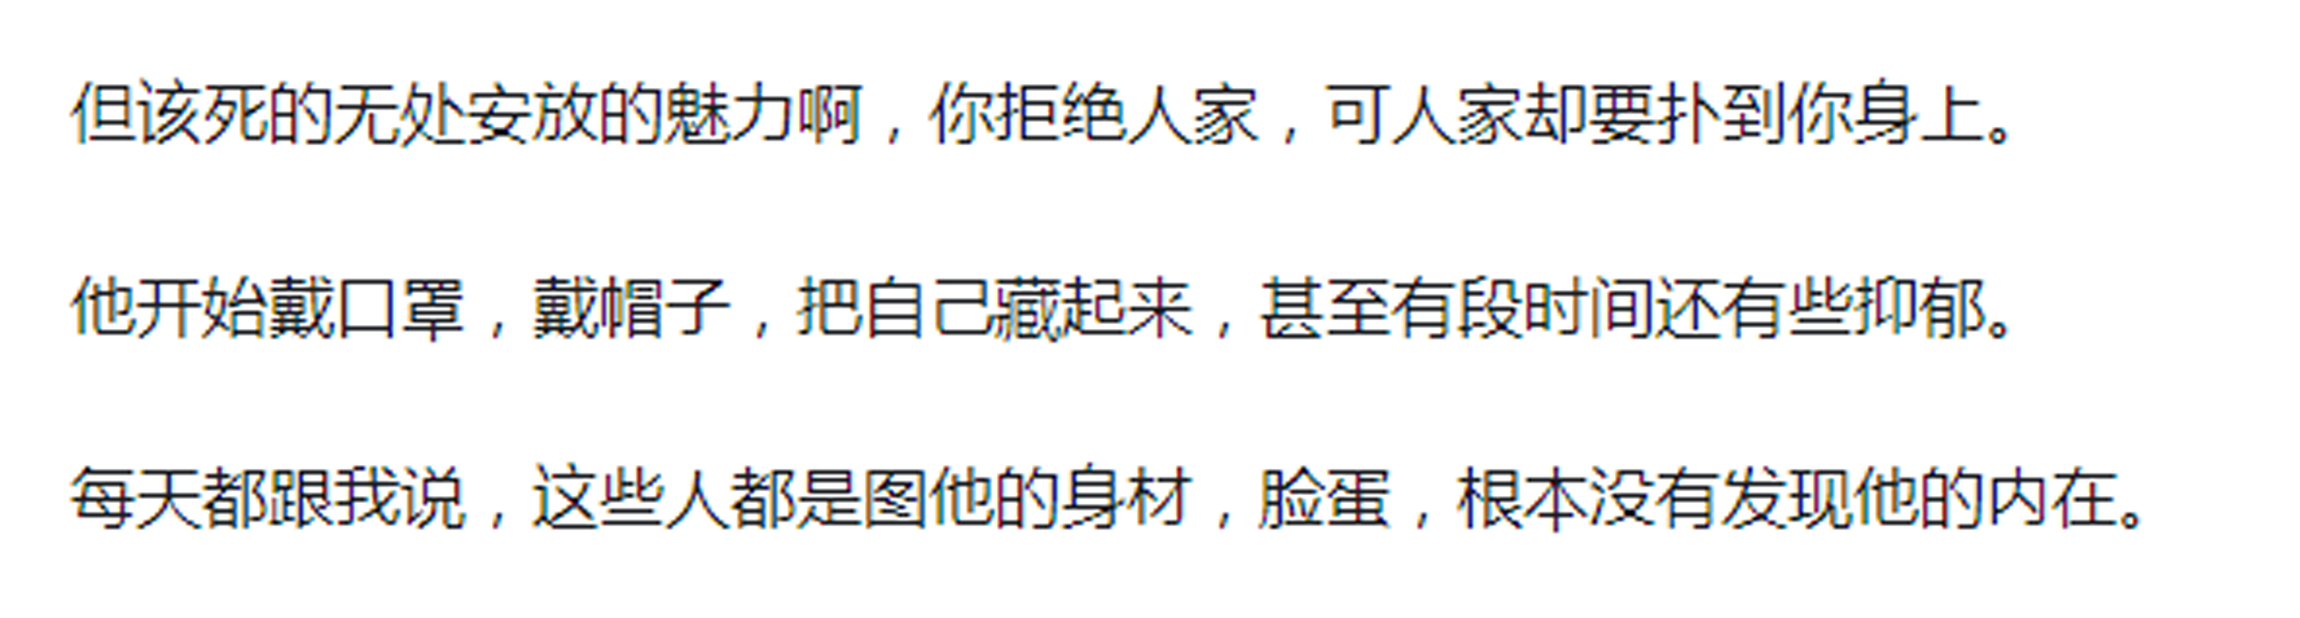 但该死的无处安放的魅力啊，你拒绝人家，可人家却要扑到你身上。
他开始戴口罩，戴帽子，把自己藏起来，甚至有段时间还有些抑郁。
每天都跟我说，这些人都是图他的身材，脸蛋，根本没有发现他的内在。